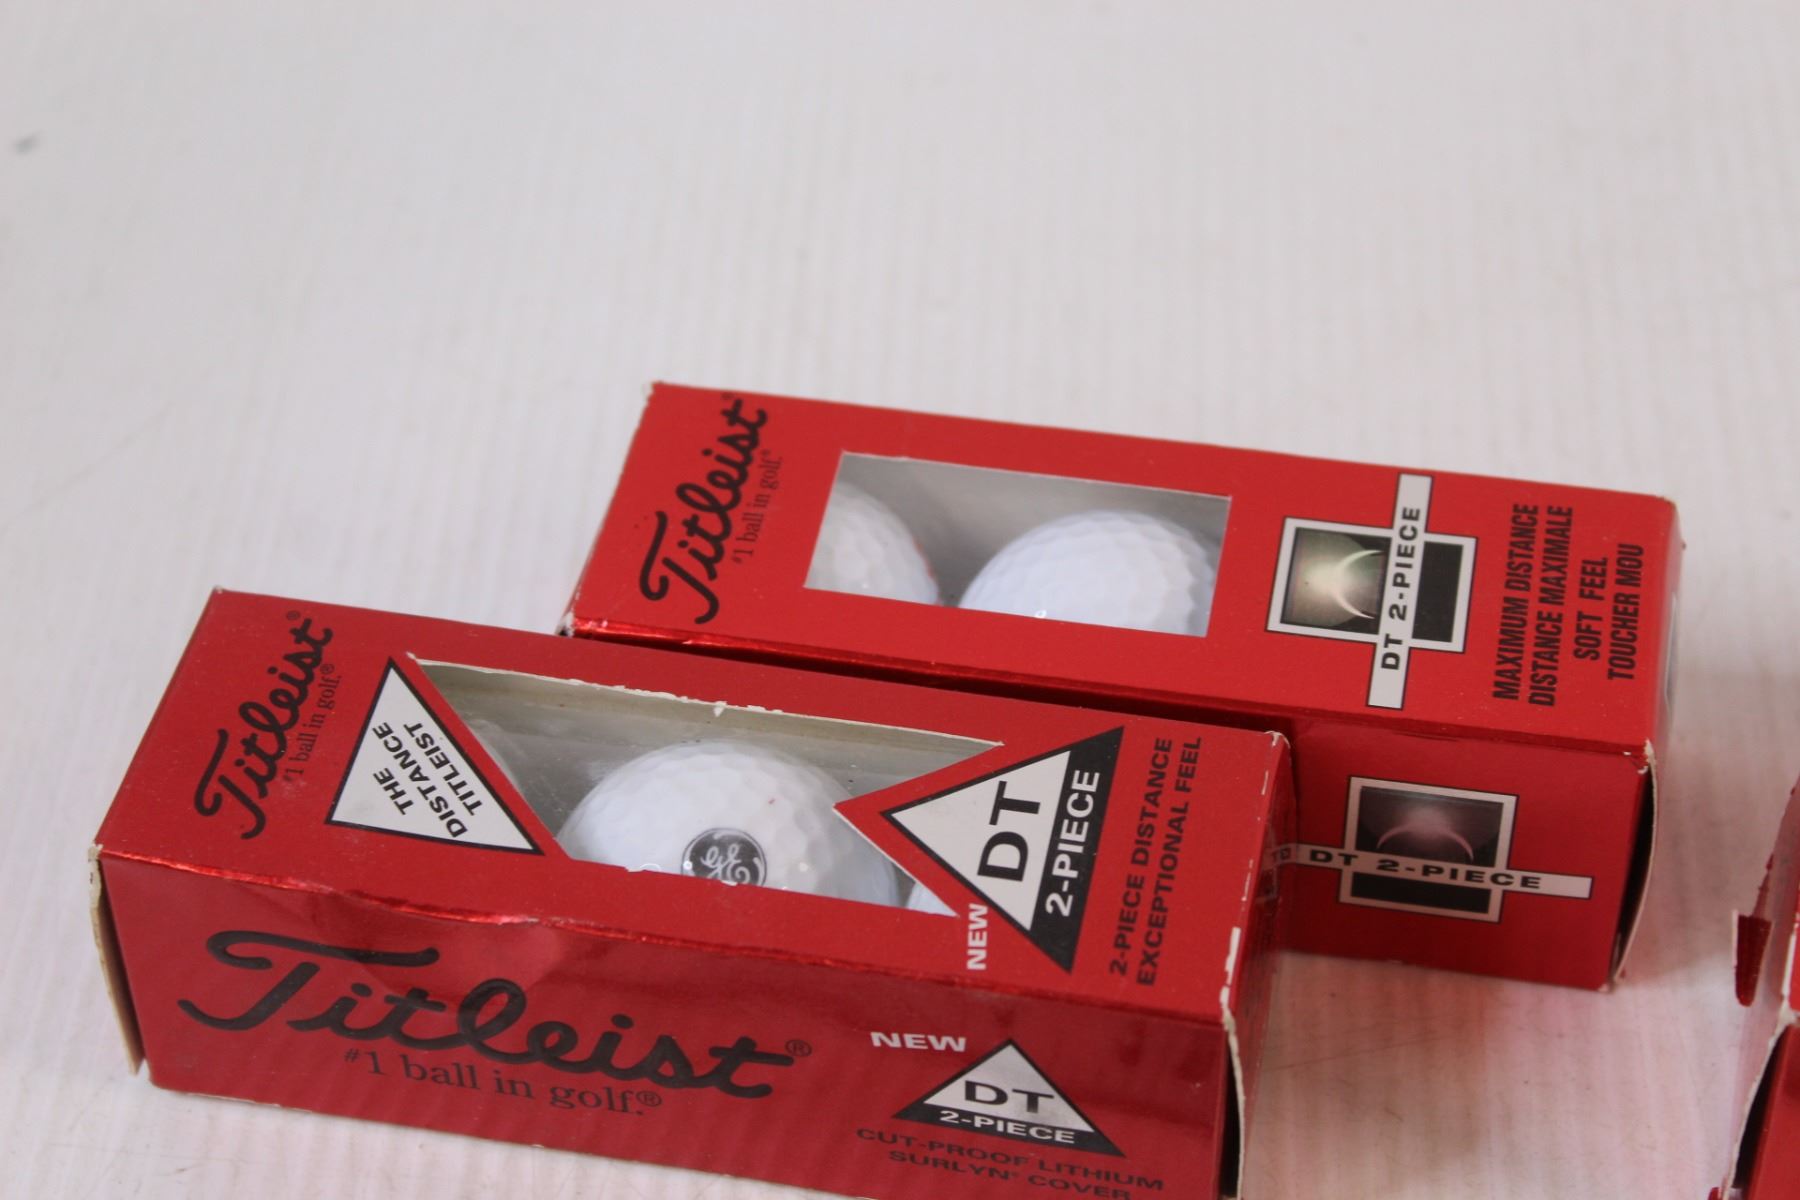 Titleist®
#1 ball in golf.®
DT 2-PIECE
MAXIMUM DISTANCE
DISTANCE MAXIMALE
SOFT FEEL
TOUCHER MOU
DT 2-PIECE
Titleist®
#1 ball in golf.®
THE
DISTANCE
TITLEIST
GE
NEW
DT
2-PIECE
2-PIECE DISTANCE
EXCEPTIONAL FEEL
Titleist®
#1 ball in golf.®
NEW
DT
2-PIECE
CUT-PROOF LITHIUM
SURLYN® COVER